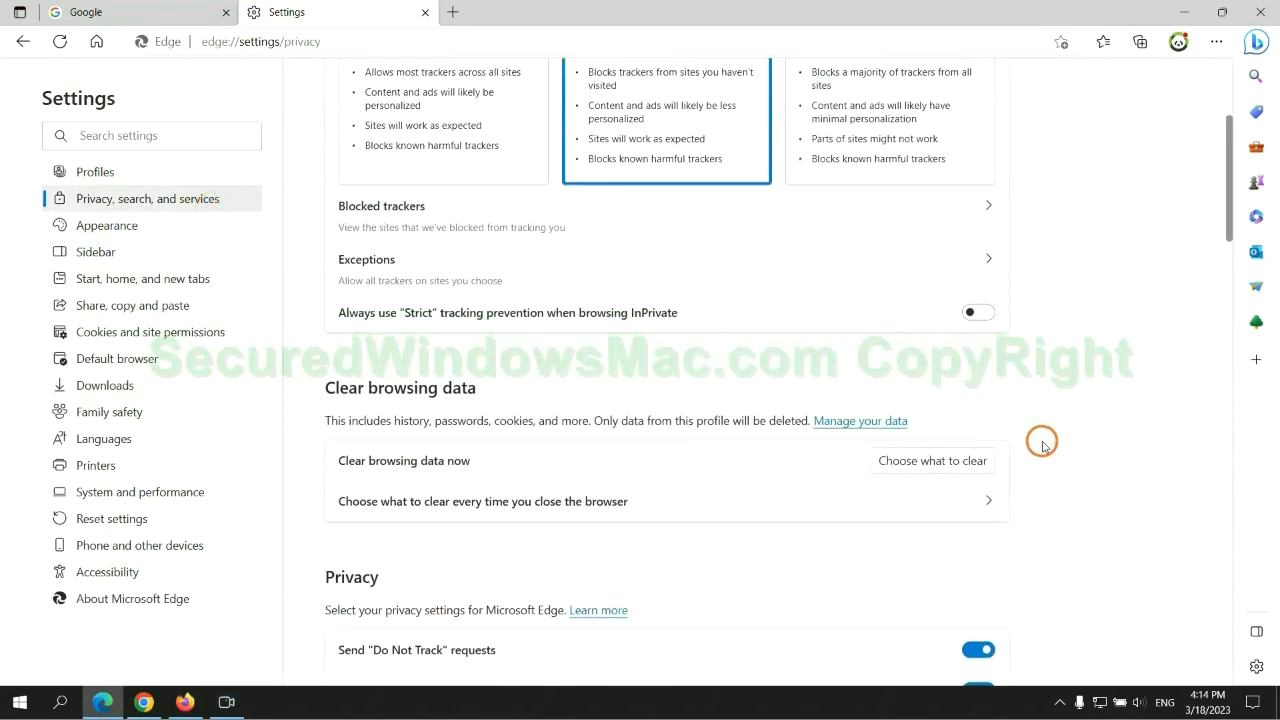 Google
Settings
Edge
edge://settings/privacy
Settings
Search settings
Profiles
Privacy, search, and services
Appearance
Sidebar
Start, home, and new tabs
Share, copy and paste
Cookies and site permissions
Default browser
Downloads
Family safety
Languages
Printers
System and performance
Reset settings
Phone and other devices
Accessibility
About Microsoft Edge
Allows most trackers across all sites
Content and ads will likely be
personalized
Sites will work as expected
Blocks known harmful trackers
Blocks trackers from sites you haven't
visited
Content and ads will likely be less
personalized
Sites will work as expected
Blocks known harmful trackers
Blocks a majority of trackers from all
sites
Content and ads will likely have
minimal personalization
Parts of sites might not work
Blocks known harmful trackers
Blocked trackers
View the sites that we've blocked from tracking you
Exceptions
Allow all trackers on sites you choose
Always use “Strict” tracking prevention when browsing InPrivate
SecuredWindowsMac.com CopyRight
Clear browsing data
This includes history, passwords, cookies, and more. Only data from this profile will be deleted. Manage your data
Clear browsing data now
Choose what to clear
Choose what to clear every time you close the browser
Privacy
Select your privacy settings for Microsoft Edge. Learn more
Send "Do Not Track" requests
ENG
4:14 PM
3/18/2023